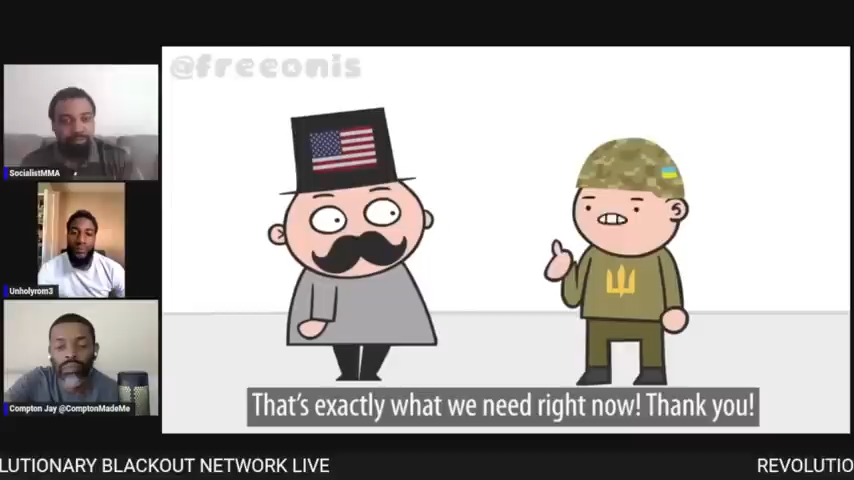 @freeonis
SocialistMMA
Unholyrom3
Compton Jay @ComptonMadeMe
That's exactly what we need right now! Thank you!
LUTIONARY BLACKOUT NETWORK LIVE
REVOLUTIO